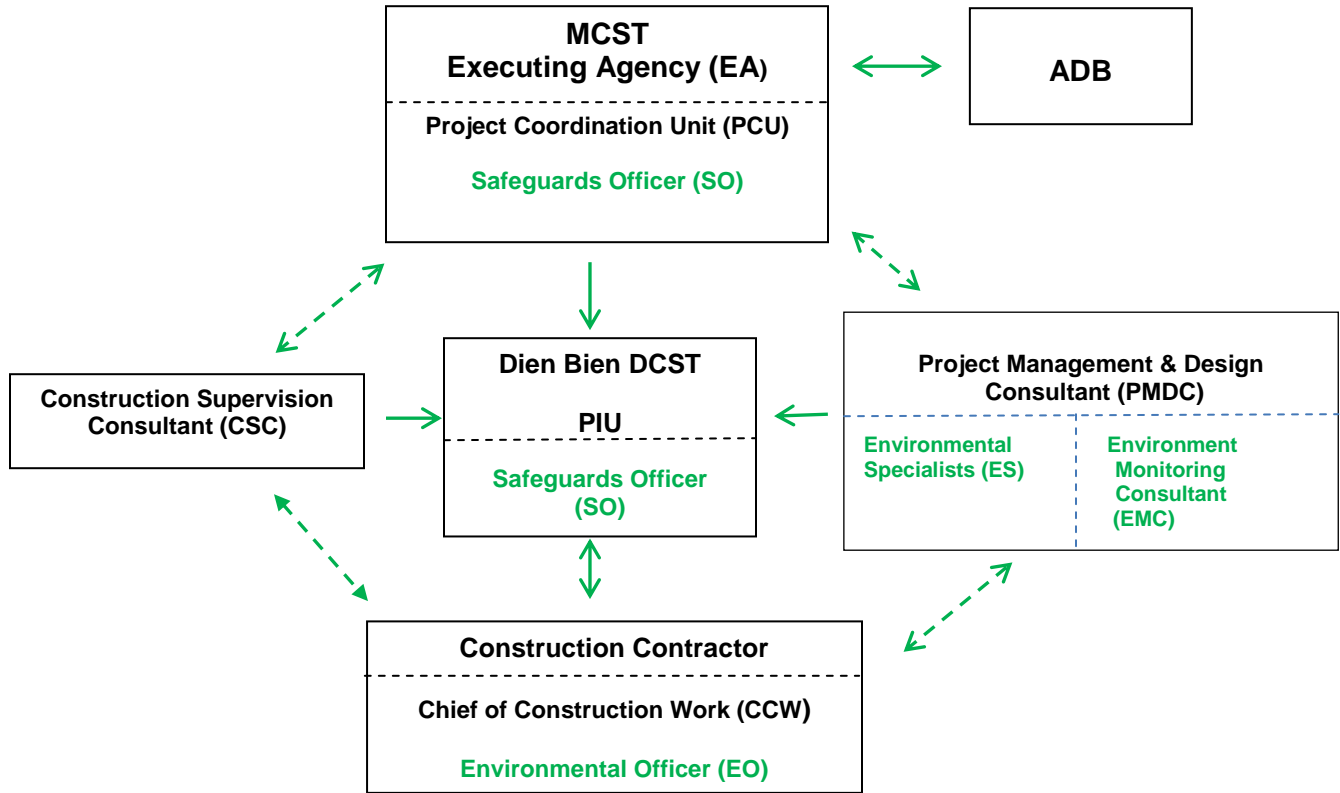 MCST
Executing Agency (EA)
Project Coordination Unit (PCU)
Safeguards Officer (SO)
ADB
Dien Bien DCST
PIU
Safeguards Officer
(SO)
Construction Supervision
Consultant (CSC)
Project Management & Design
Consultant (PMDC)
Environmental
Specialists (ES)
Environment
Monitoring
Consultant
(EMC)
Construction Contractor
Chief of Construction Work (CCW)
Environmental Officer (EO)